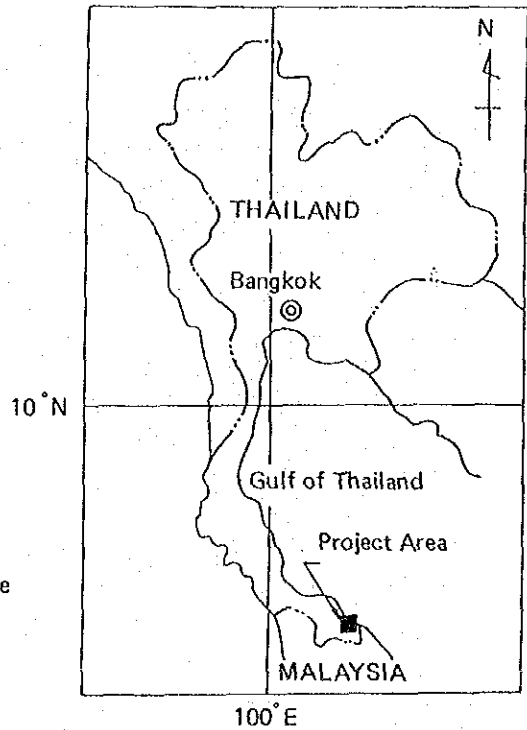 N
THAILAND
Bangkok
10°N
Gulf of Thailand
Project Area
e
MALAYSIA
100°E